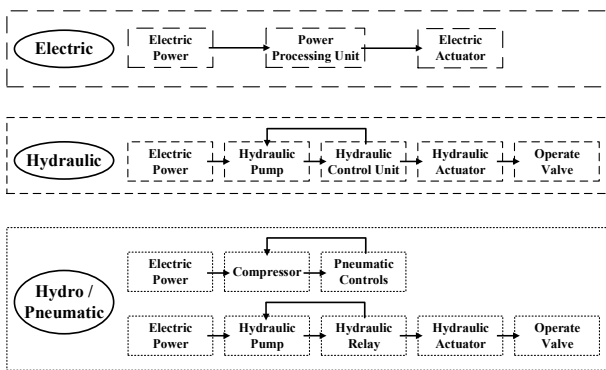 Electric
Electric
Power
Power
Processing Unit
Electric
Actuator
Hydraulic
Electric
Power
Hydraulic
Pump
Hydraulic
Control Unit
Hydraulic
Actuator
Operate
Valve
Hydro /
Pneumatic
Electric
Power
Compressor
Pneumatic
Controls
Electric
Power
Hydraulic
Pump
Hydraulic
Relay
Hydraulic
Actuator
Operate
Valve